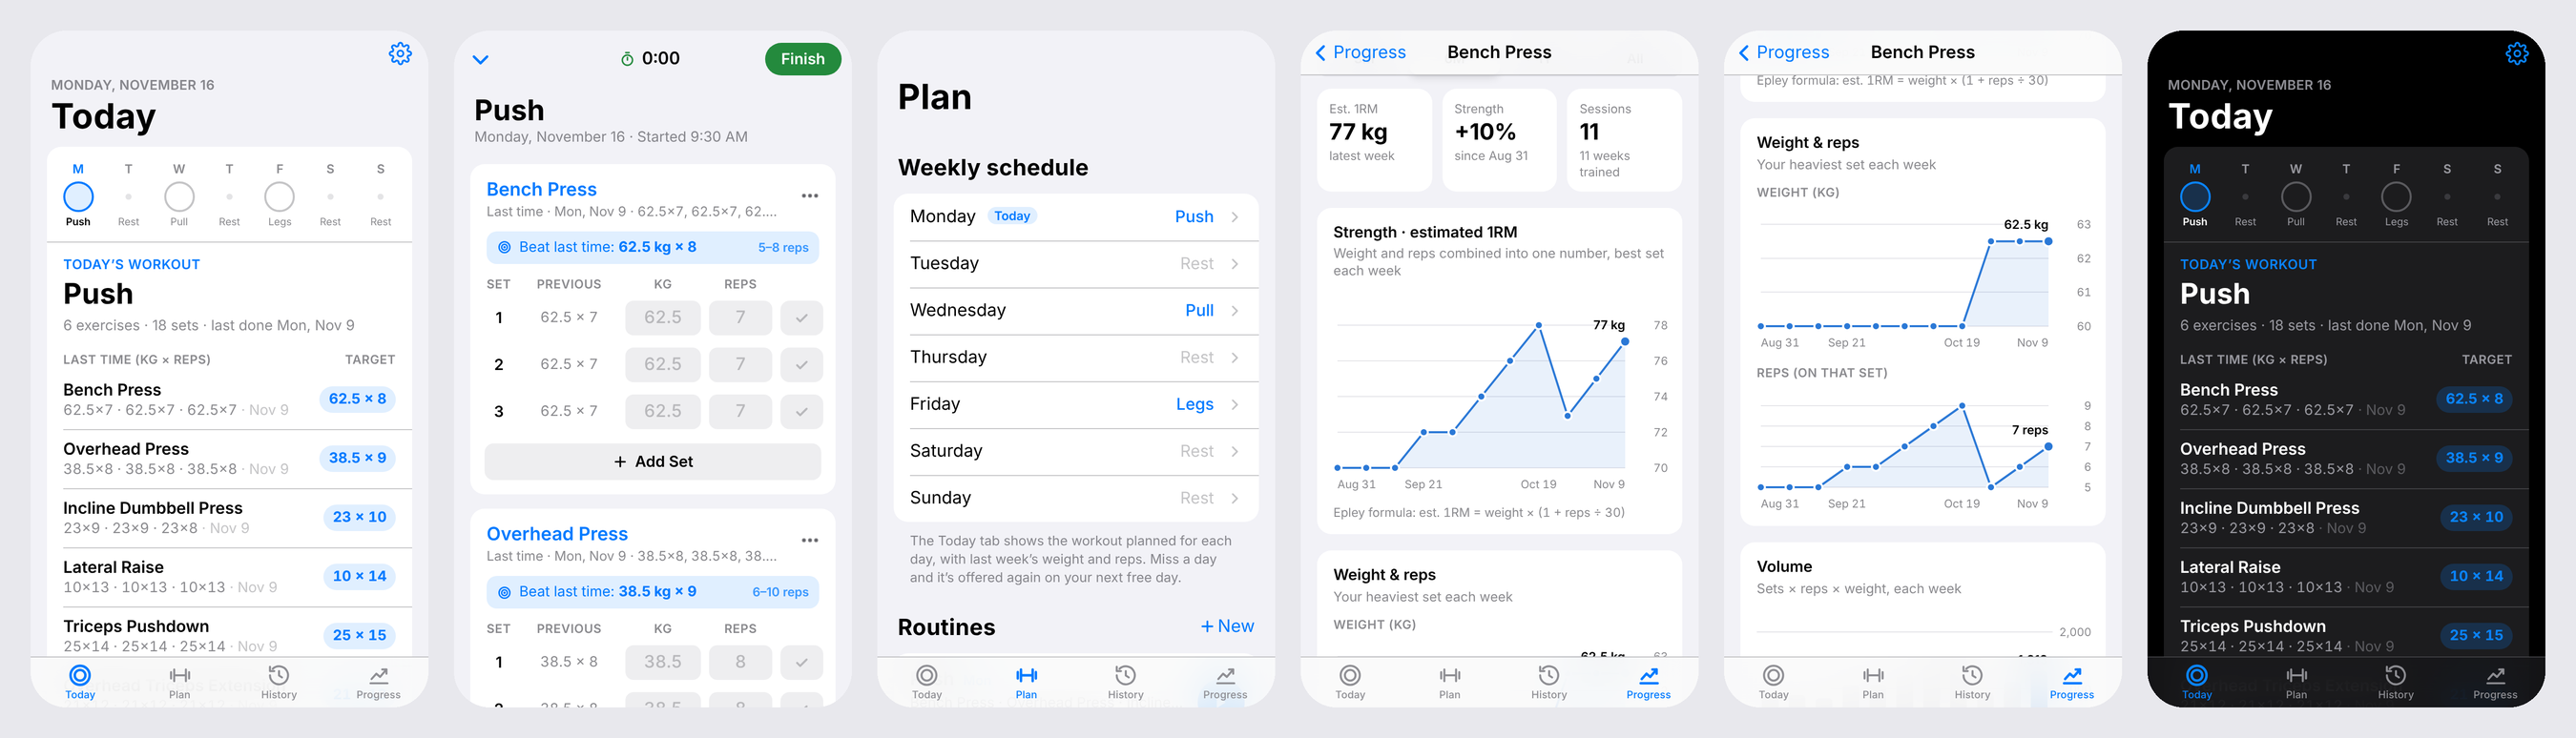 MONDAY, NOVEMBER 16
Today
M T W T F S S
Push Rest Pull Rest Legs Rest Rest
TODAY'S WORKOUT
Push
6 exercises · 18 sets · last done Mon, Nov 9
LAST TIME (KG × REPS) TARGET
Bench Press
62.5×7 · 62.5×7 · 62.5×7 · Nov 9 62.5 × 8
Overhead Press
38.5×8 · 38.5×8 · 38.5×8 · Nov 9 38.5 × 9
Incline Dumbbell Press
23×9 · 23×9 · 23×8 · Nov 9 23 × 10
Lateral Raise
10×13 · 10×13 · 10×13 · Nov 9 10 × 14
Triceps Pushdown
25×14 · 25×14 · 25×14 · Nov 9 25 × 15
Today Plan History Progress
0:00 Finish
Push
Monday, November 16 · Started 9:30 AM
Bench Press
Last time · Mon, Nov 9 · 62.5×7, 62.5×7, 62....
Beat last time: 62.5 kg × 8 5–8 reps
SET PREVIOUS KG REPS
1 62.5 × 7 62.5 7
2 62.5 × 7 62.5 7
3 62.5 × 7 62.5 7
+ Add Set
Overhead Press
Last time · Mon, Nov 9 · 38.5×8, 38.5×8, 38....
Beat last time: 38.5 kg × 9 6–10 reps
SET PREVIOUS KG REPS
1 38.5 × 8 38.5 8
2 38.5 × 8 38.5 8
Plan
Weekly schedule
Monday Today Push
Tuesday Rest
Wednesday Pull
Thursday Rest
Friday Legs
Saturday Rest
Sunday Rest
The Today tab shows the workout planned for each
day, with last week's weight and reps. Miss a day
and it's offered again on your next free day.
Routines + New
Today Plan History Progress
Progress Bench Press
Est. 1RM Strength Sessions
77 kg +10% 11
latest week since Aug 31 11 weeks
trained
Strength · estimated 1RM
Weight and reps combined into one number, best set
each week
77 kg 78
76
74
72
70
Aug 31 Sep 21 Oct 19 Nov 9
Epley formula: est. 1RM = weight × (1 + reps ÷ 30)
Weight & reps
Your heaviest set each week
WEIGHT (KG)
62.5 kg 63
Today Plan History Progress
Progress Bench Press
Epley formula: est. 1RM = weight × (1 + reps ÷ 30)
Weight & reps
Your heaviest set each week
WEIGHT (KG)
62.5 kg 63
62
61
60
Aug 31 Sep 21 Oct 19 Nov 9
REPS (ON THAT SET)
9
8
7 reps 7
6
5
Aug 31 Sep 21 Oct 19 Nov 9
Volume
Sets × reps × weight, each week
2,000
Today Plan History Progress
MONDAY, NOVEMBER 16
Today
M T W T F S S
Push Rest Pull Rest Legs Rest Rest
TODAY'S WORKOUT
Push
6 exercises · 18 sets · last done Mon, Nov 9
LAST TIME (KG × REPS) TARGET
Bench Press
62.5×7 · 62.5×7 · 62.5×7 · Nov 9 62.5 × 8
Overhead Press
38.5×8 · 38.5×8 · 38.5×8 · Nov 9 38.5 × 9
Incline Dumbbell Press
23×9 · 23×9 · 23×8 · Nov 9 23 × 10
Lateral Raise
10×13 · 10×13 · 10×13 · Nov 9 10 × 14
Triceps Pushdown
25×14 · 25×14 · 25×14 · Nov 9 25 × 15
Today Plan History Progress